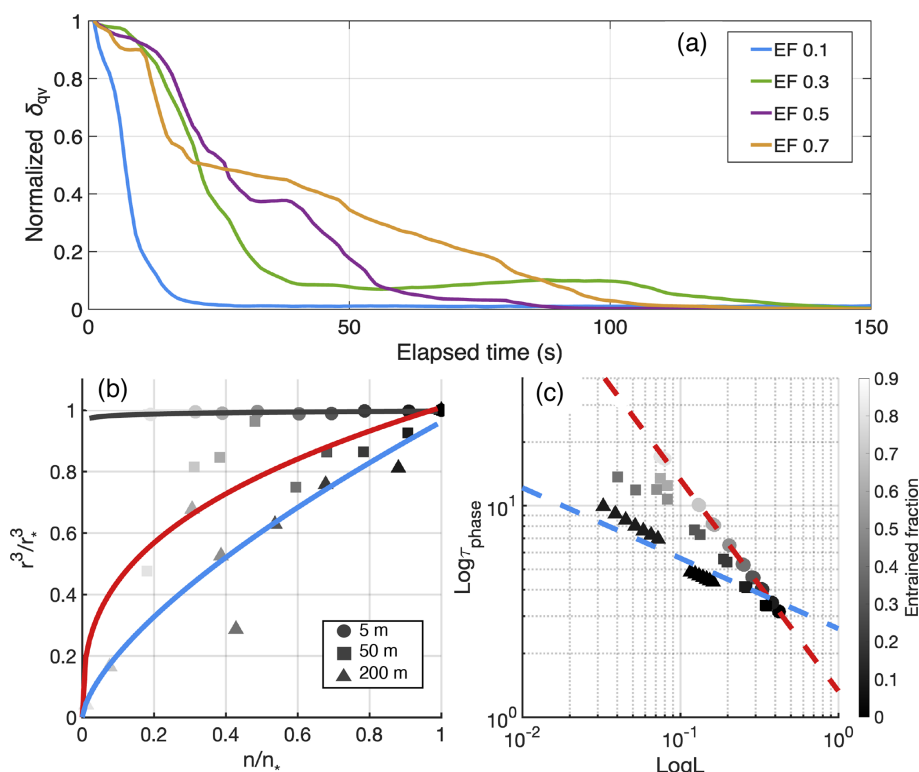 (a)
EF 0.1
EF 0.3
EF 0.5
EF 0.7
Normalized δqv
1
0.8
0.6
0.4
0.2
0
0 50 100 150
Elapsed time (s)
(b)
r³/r*³
1
0.8
0.6
0.4
0.2
0
5 m
50 m
200 m
0 0.2 0.4 0.6 0.8 1
n/n*
(c)
Logτphase
10¹
10⁰
10⁻² 10⁻¹ 10⁰
LogL
0.9
0.8
0.7
0.6
0.5
0.4
0.3
0.2
0.1
0
Entrained fraction